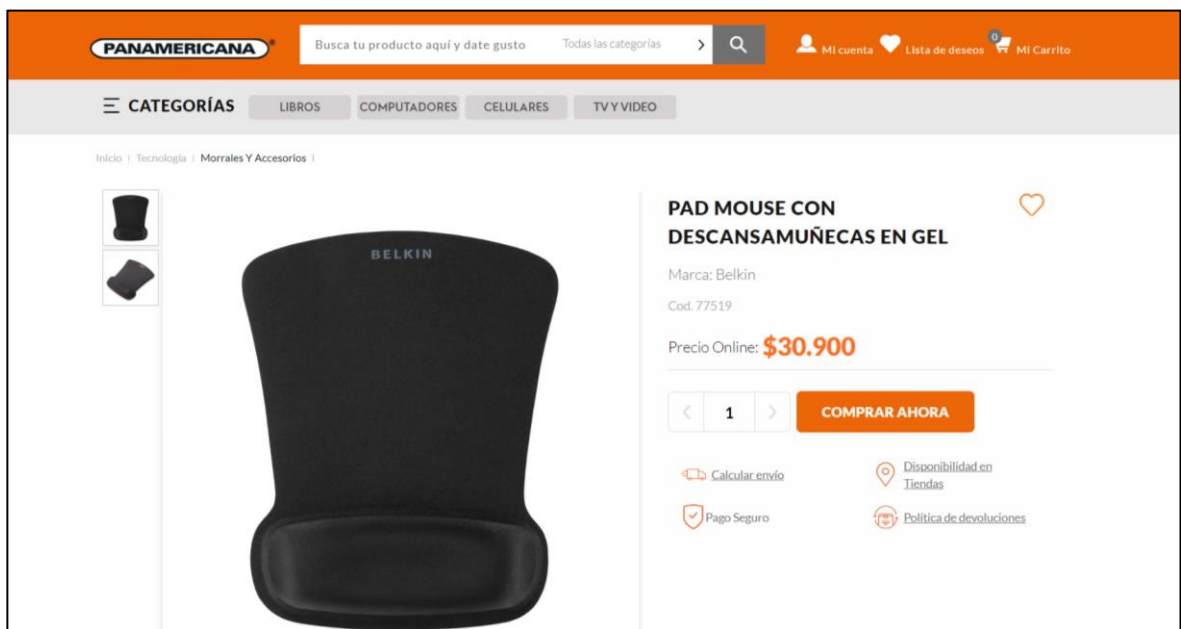 PANAMERICANA®
Busca tu producto aquí y date gusto
Todas las categorías
Mi cuenta
Lista de deseos
0
Mi Carrito
CATEGORÍAS
LIBROS
COMPUTADORES
CELULARES
TV Y VIDEO
Inicio | Tecnología | Morrales Y Accesorios |
BELKIN
PAD MOUSE CON
DESCANSAMUÑECAS EN GEL
Marca: Belkin
Cod. 77519
Precio Online: $30.900
1
COMPRAR AHORA
Calcular envío
Disponibilidad en
Tiendas
Pago Seguro
Política de devoluciones